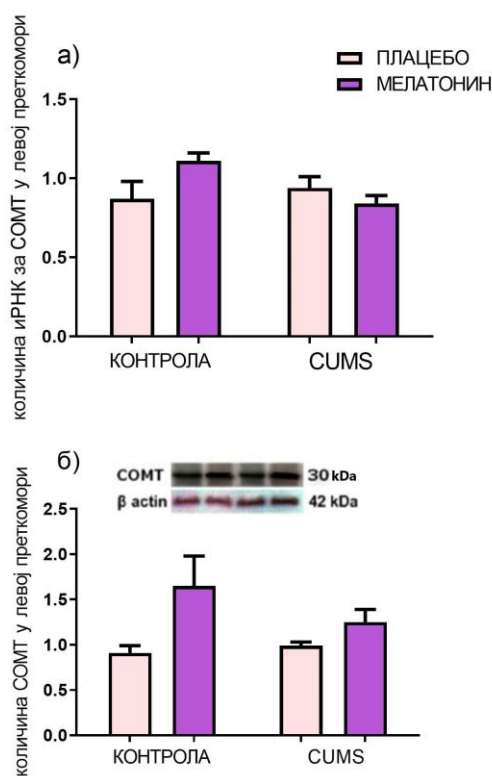 а)
ПЛАЦЕБО
МЕЛАТОНИН
количина иРНК за COMT у левој преткомори
1.5
1.0
0.5
0.0
КОНТРОЛА CUMS
б)
COMT 30 kDa
β actin 42 kDa
количина COMT у левој преткомори
2.5
2.0
1.5
1.0
0.5
0.0
КОНТРОЛА CUMS